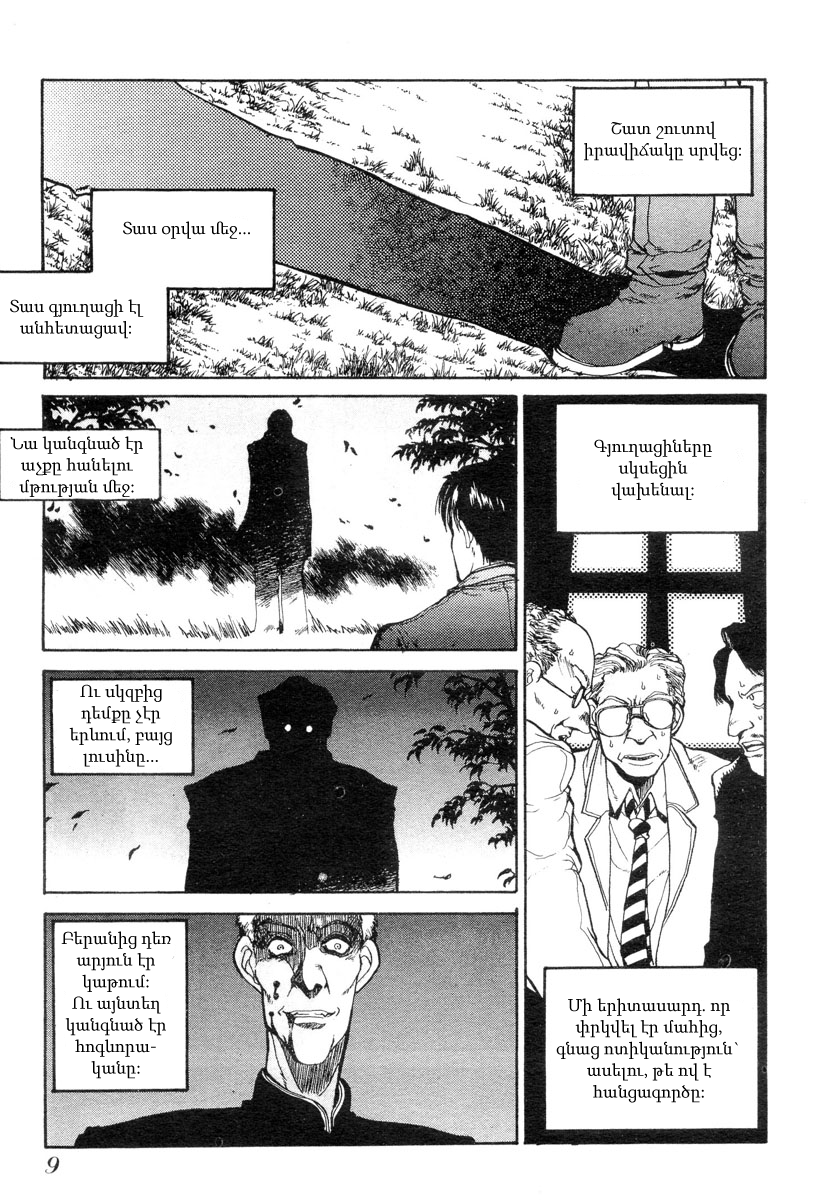 Շատ շուտով
իրավիճակը սրվեց։
Տաս օրվա մեջ...
Տաս գյուղացի էլ
անհետացավ։
Գյուղացիները
սկսեցին
վախենալ։
Մի երիտասարդ. որ
փրկվել էր մահից,
գնաց ոտիկանություն՝
ասելու, թե ով է
հանցագործը։
Նա կանգնած էր
աչքը հանելու
մթության մեջ։
Ու սկզբից
դեմքը չէր
երևում, բայց
լուսինը...
Բերանից դեռ
արյուն էր
կաթում։
Ու այնտեղ
կանգնած էր
հոգևորա-
կանը։
9